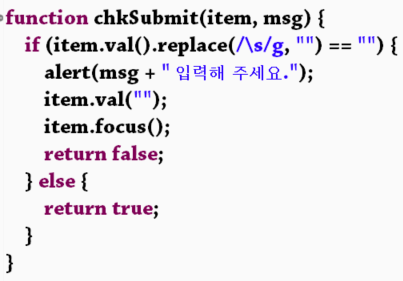 function chkSubmit(item, msg) {
if (item.val().replace(/\s/g, "") == "") {
alert(msg + " 입력해 주세요.");
item.val("");
item.focus();
return false;
} else {
return true;
}
}